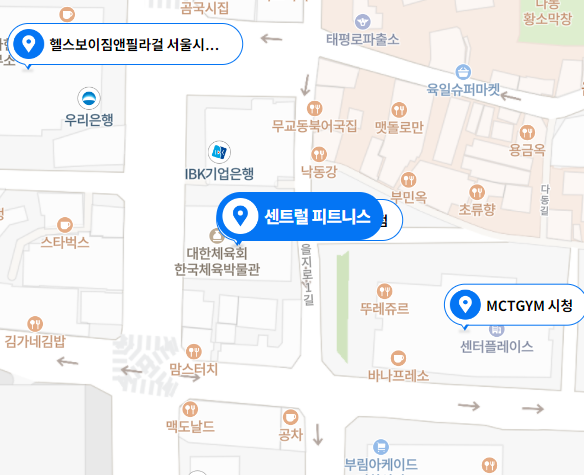 곰국시집
다동
황소막창
헬스보이짐앤필라걸 서울시...
태평로파출소
육일슈퍼마켓
우리은행
무교동북어국집
맷돌로만
용금옥
IBK기업은행
낙동강
부민옥
초류향
다동길
센트럴 피트니스
스타벅스
대한체육회
한국체육박물관
을지로1길
뚜레쥬르
MCTGYM 시청
김가네김밥
센터플레이스
맘스터치
바나프레소
맥도날드
공차
부림아케이드